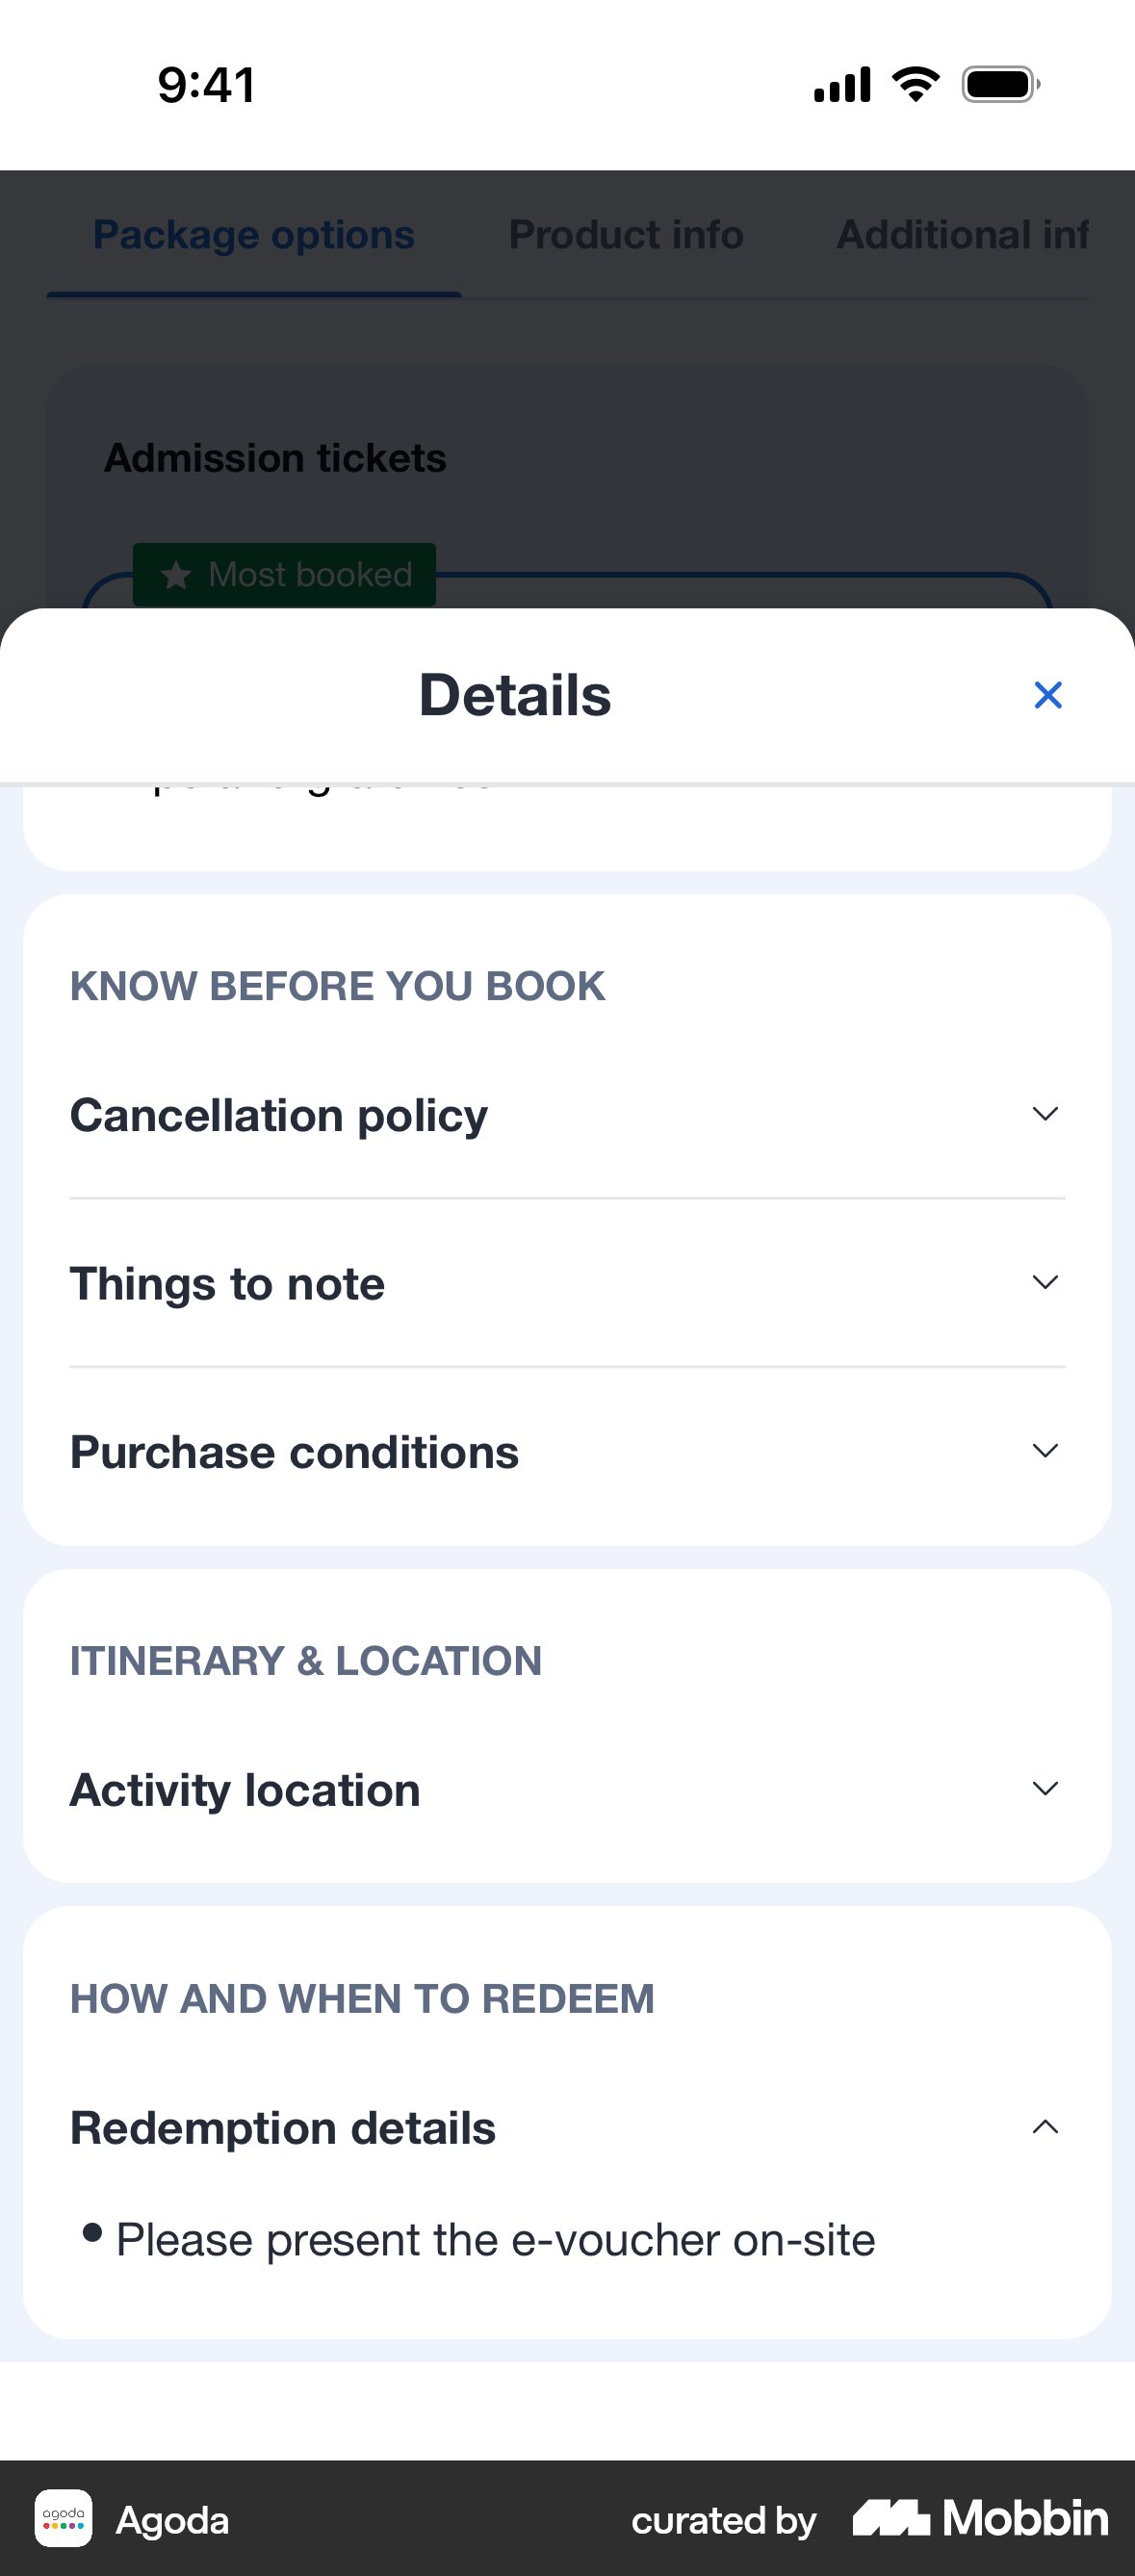 9:41
Package options Product info Additional inf
Admission tickets
Most booked
Details
KNOW BEFORE YOU BOOK
Cancellation policy
Things to note
Purchase conditions
ITINERARY & LOCATION
Activity location
HOW AND WHEN TO REDEEM
Redemption details
• Please present the e-voucher on-site
agoda
Agoda
curated by Mobbin